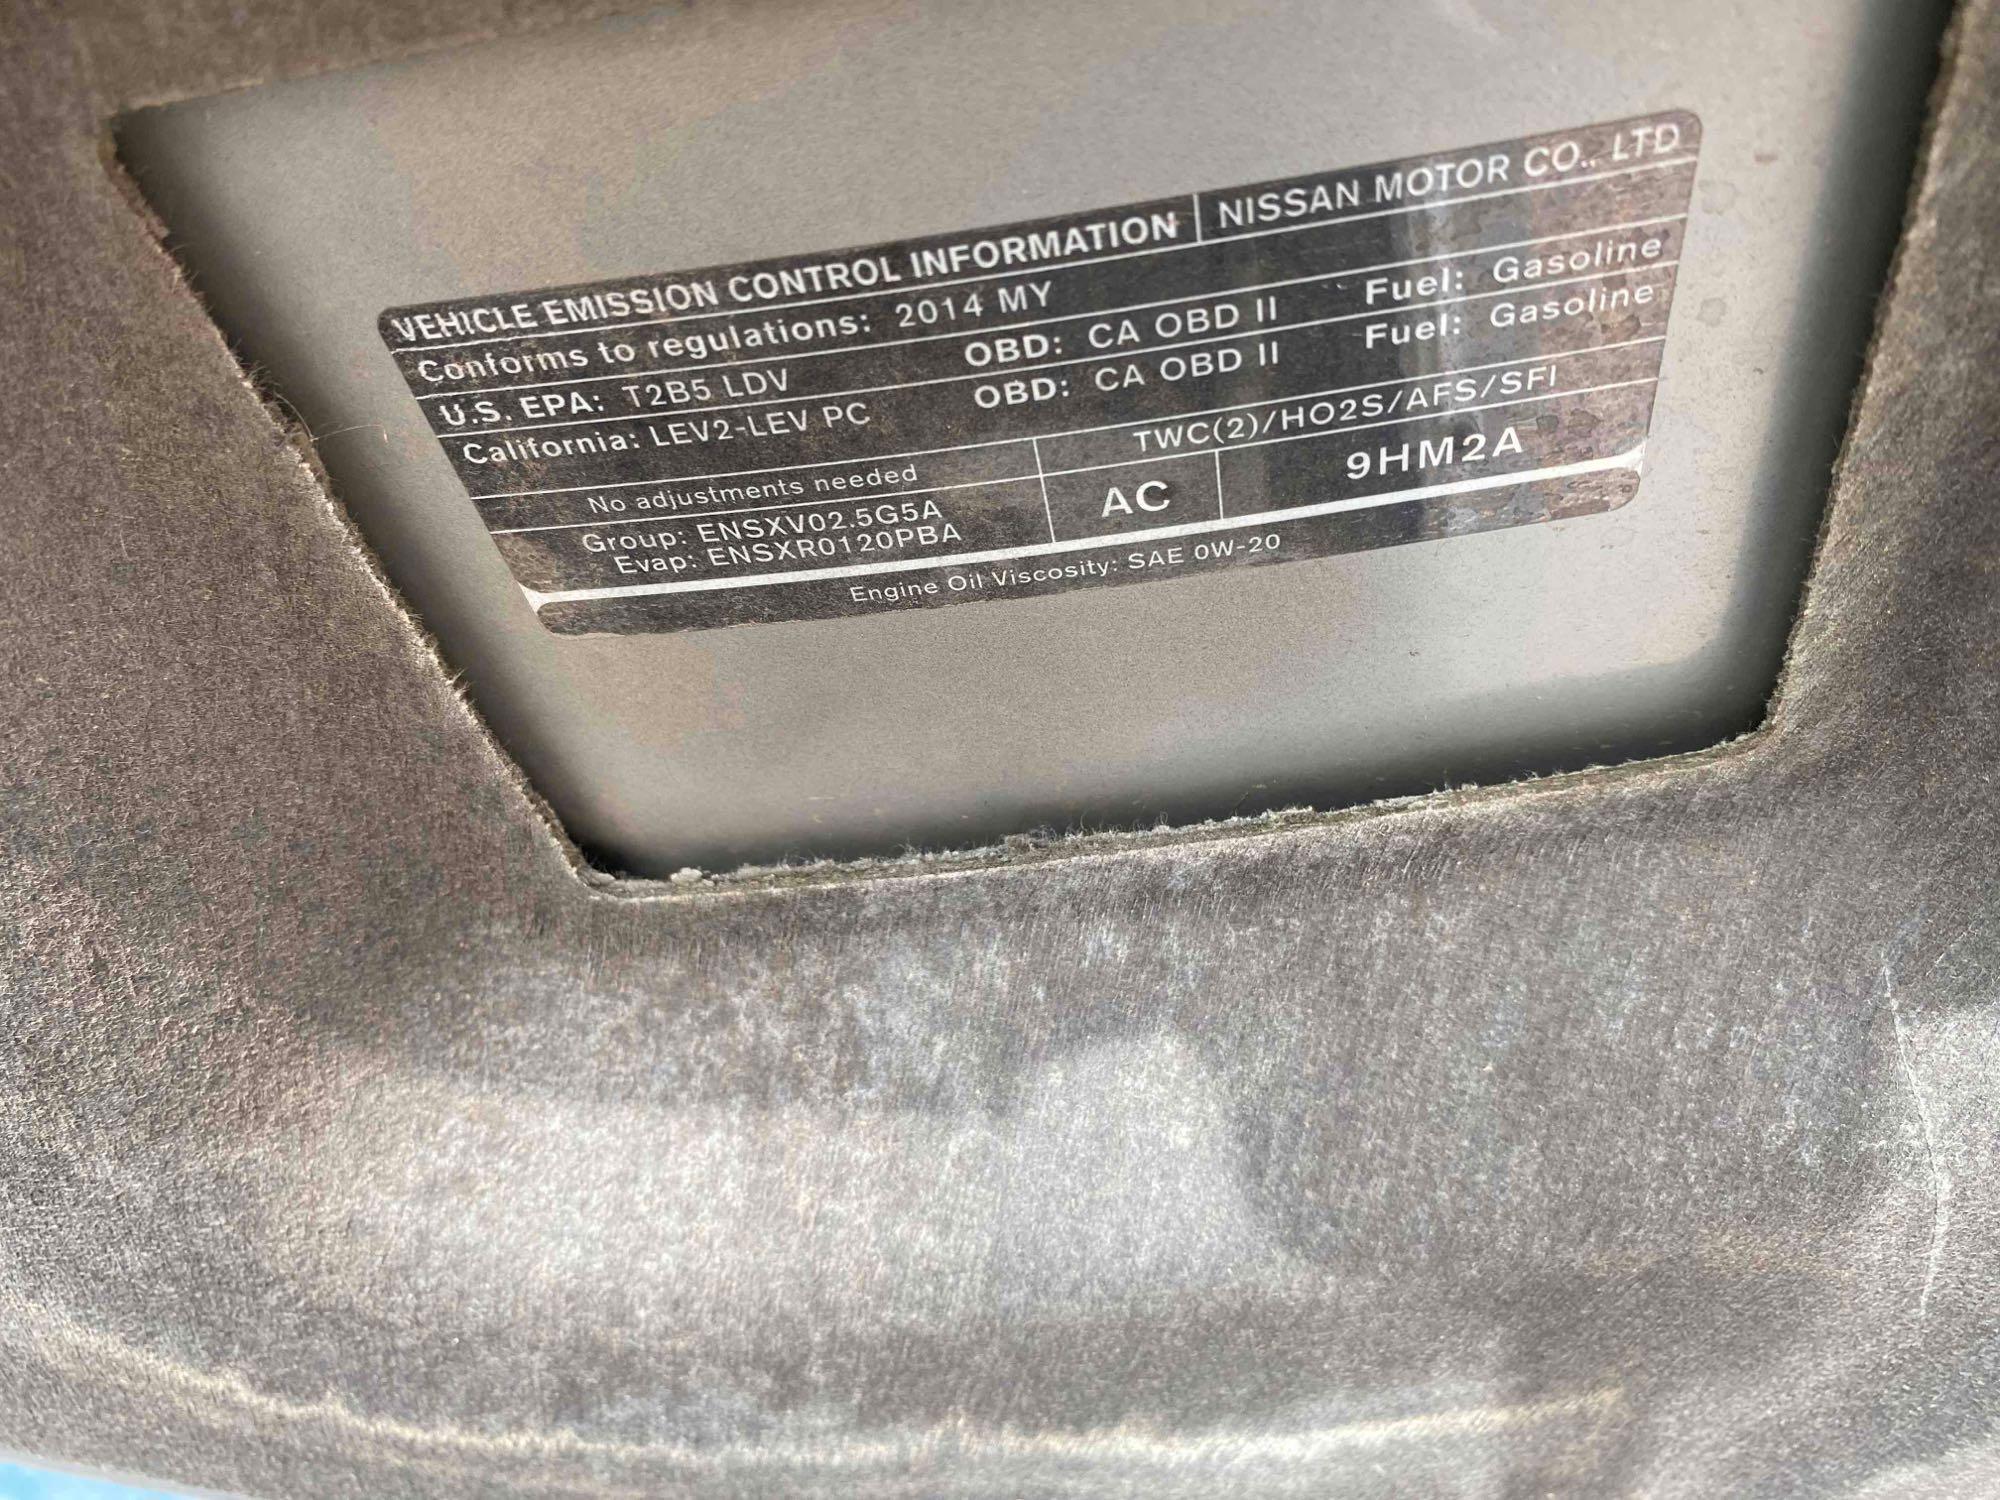 VEHICLE EMISSION CONTROL INFORMATION | NISSAN MOTOR CO., LTD
Conforms to regulations: 2014 MY
U.S. EPA: T2B5 LDV OBD: CA OBD II Fuel: Gasoline
California: LEV2-LEV PC OBD: CA OBD II Fuel: Gasoline
No adjustments needed TWC(2)/HO2S/AFS/SFI
Group: ENSXV02.5G5A AC 9HM2A
Evap: ENSXR0120PBA
Engine Oil Viscosity: SAE 0W-20